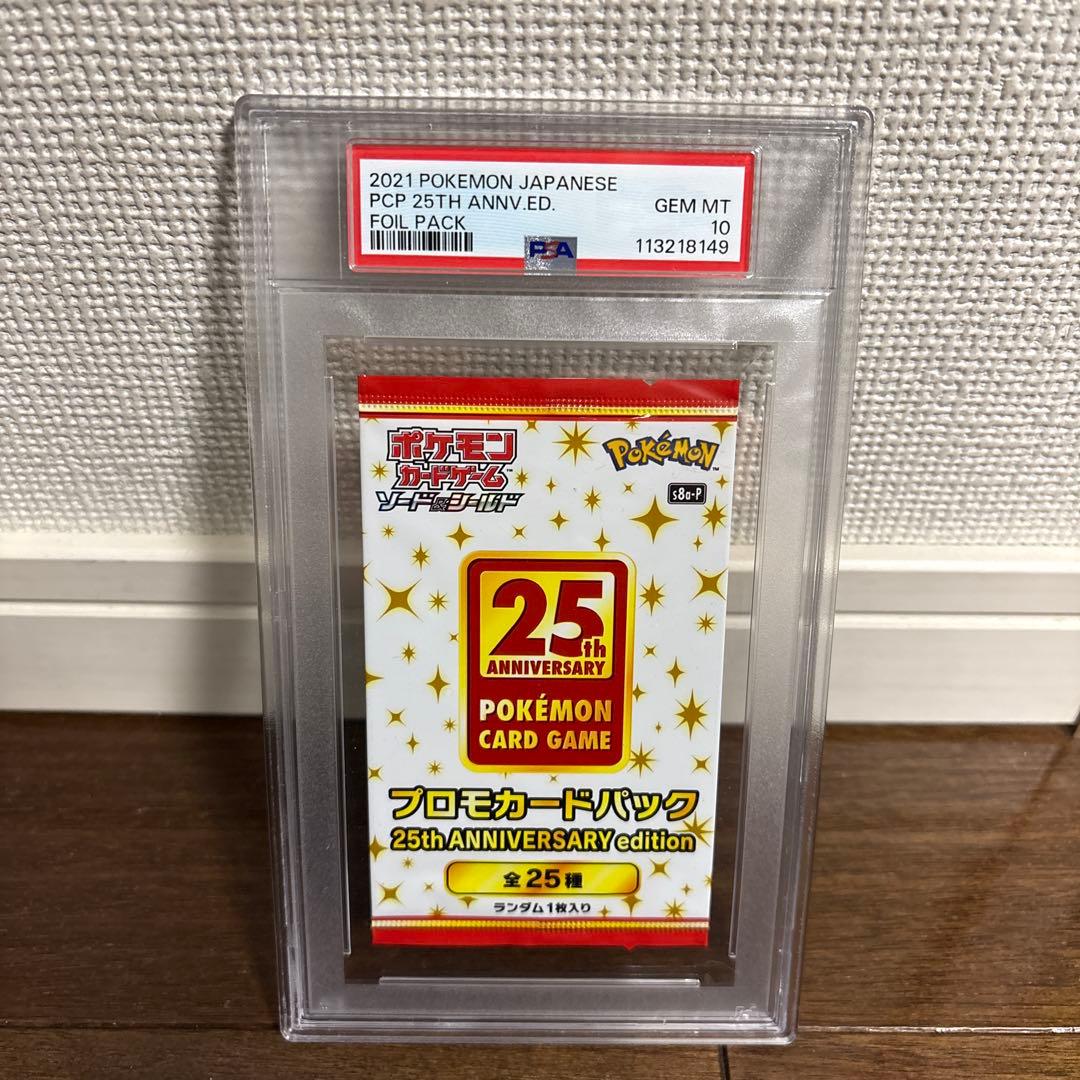 2021 POKEMON JAPANESE
PCP 25TH ANNV.ED.
GEM MT
FOIL PACK
10
PSA
113218149
ポケモン
カードゲーム
ソード&シールド
Pokémon
s8a-P
25th
ANNIVERSARY
POKÉMON
CARD GAME
プロモカードパック
25th ANNIVERSARY edition
全25種
ランダム1枚入り